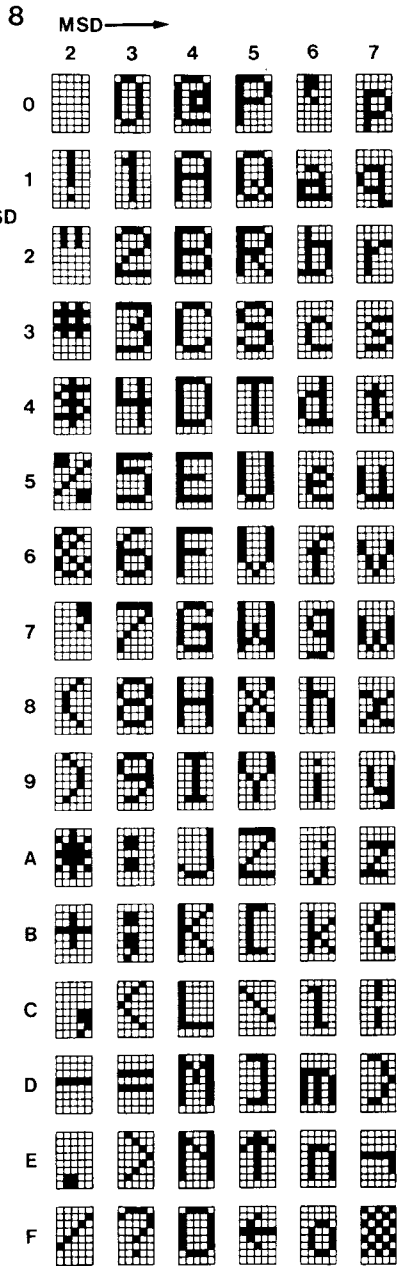 8 MSD
2 3 4 5 6 7
0 0 @ P ` p
1 ! 1 A Q a q
SD
2 " 2 B R b r
3 # 3 C S c s
4 $ 4 D T d t
5 % 5 E U e u
6 & 6 F V f v
7 ' 7 G W g w
8 ( 8 H X h x
9 ) 9 I Y i y
A * : J Z j z
B + ; K [ k {
C , < L \ l |
D - = M ] m }
E . > N ↑ n ¬
F / ? O ← o ▒